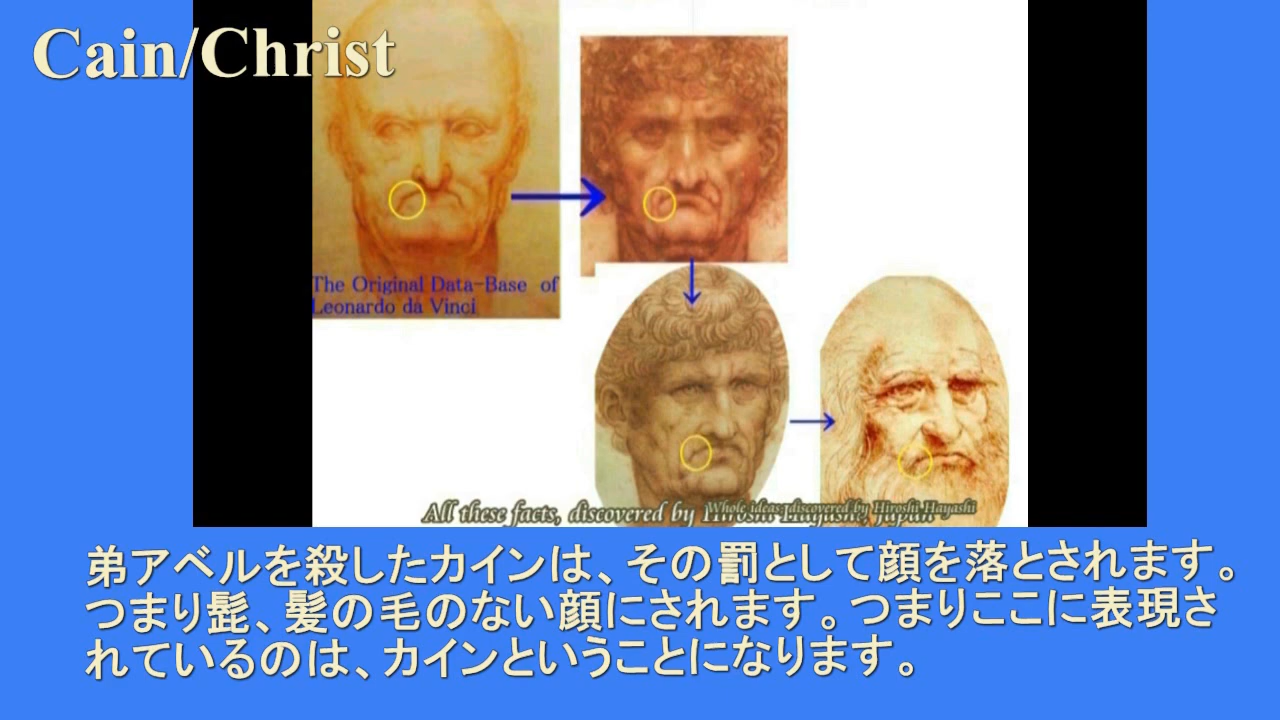 Cain/Christ
The Original Data-Base of
Leonardo da Vinci
All these facts, discovered by Hiroshi Hayashi, Japan
Whole ideas discovered by Hiroshi Hayashi
弟アベルを殺したカインは、その罰として顔を落とされます。
つまり髭、髪の毛のない顔にされます。つまりここに表現さ
れているのは、カインということになります。